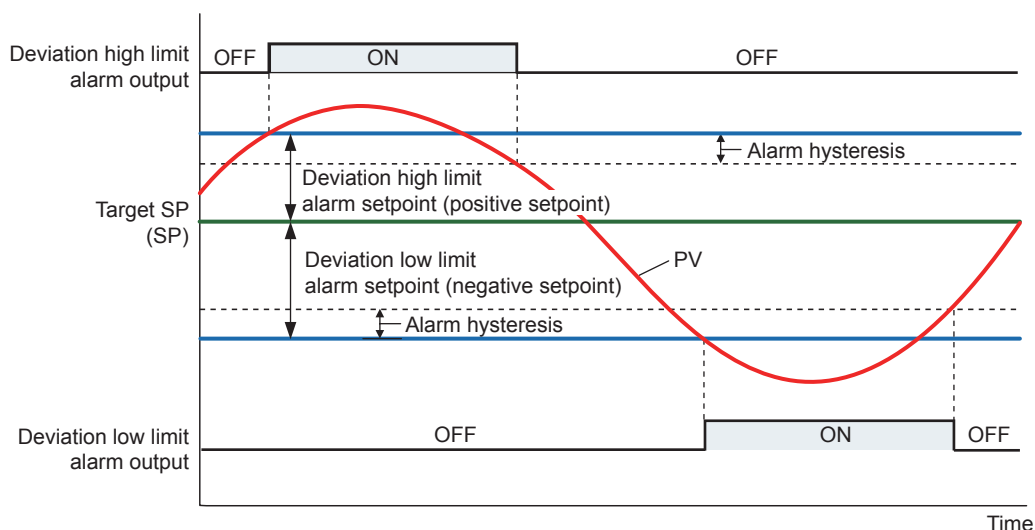 Deviation high limit
alarm output
OFF
ON
OFF
Alarm hysteresis
Deviation high limit
alarm setpoint (positive setpoint)
Target SP
(SP)
Deviation low limit
alarm setpoint (negative setpoint)
PV
Alarm hysteresis
Deviation low limit
alarm output
OFF
ON
OFF
Time